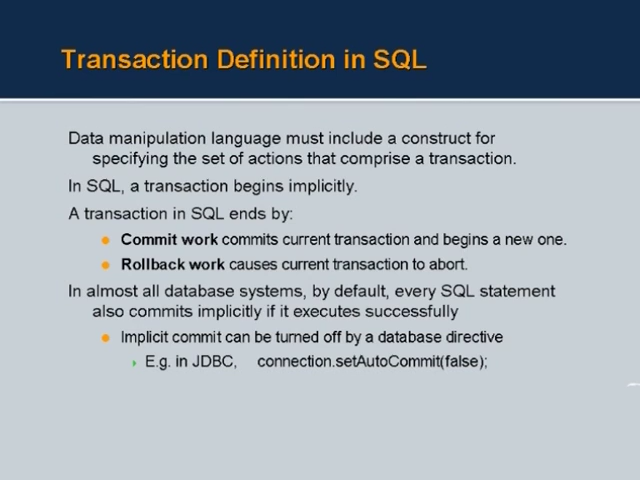 Transaction Definition in SQL
Data manipulation language must include a construct for
specifying the set of actions that comprise a transaction.
In SQL, a transaction begins implicitly.
A transaction in SQL ends by:
Commit work commits current transaction and begins a new one.
Rollback work causes current transaction to abort.
In almost all database systems, by default, every SQL statement
also commits implicitly if it executes successfully
Implicit commit can be turned off by a database directive
E.g. in JDBC, connection.setAutoCommit(false);